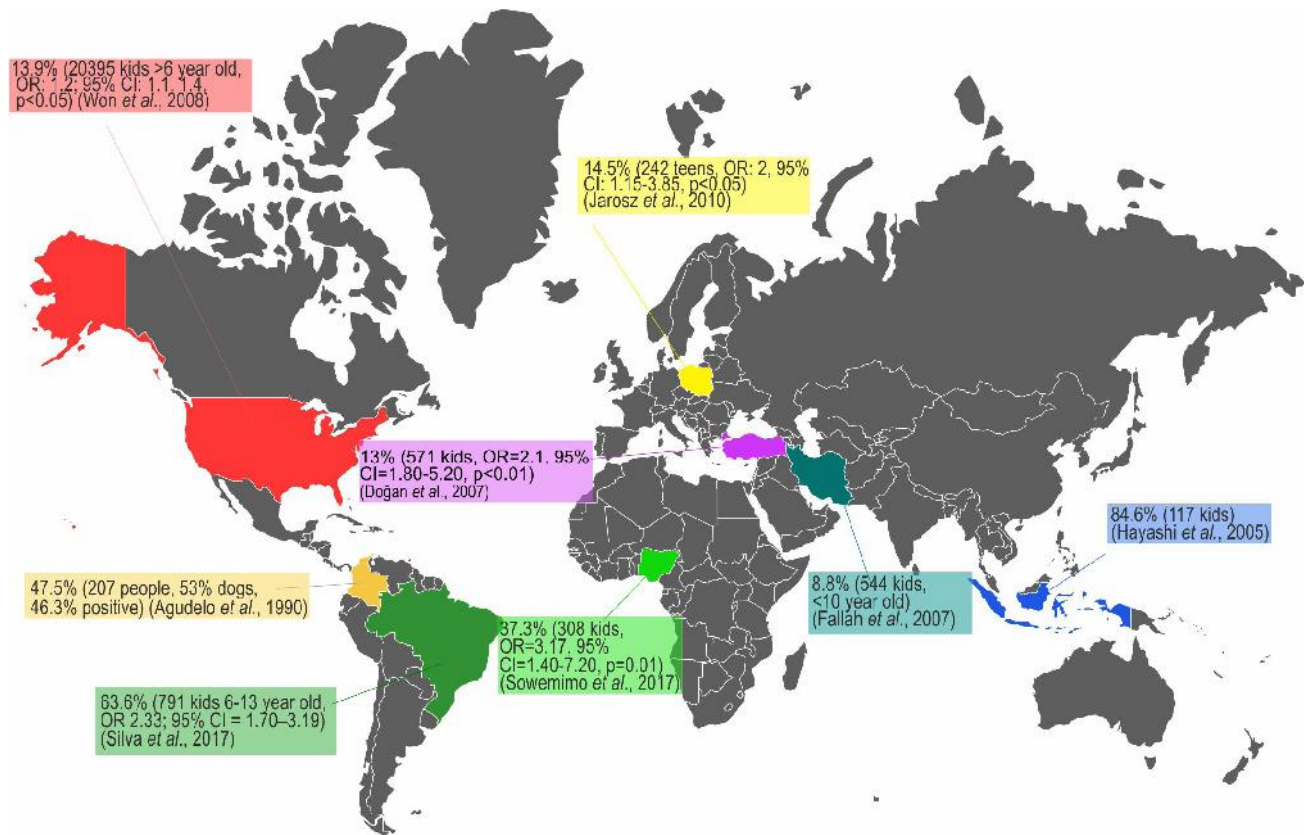 13.9% (20395 kids >6 year old,
OR: 1.2; 95% CI: 1.1, 1.4,
p<0.05) (Won et al., 2008)
14.5% (242 teens, OR: 2, 95%
CI: 1.15-3.85, p<0.05)
(Jarosz et al., 2010)
13% (571 kids, OR=2.1, 95%
CI=1.80-5.20, p<0.01)
(Doğan et al., 2007)
84.6% (117 kids)
(Hayashi et al., 2005)
8.8% (544 kids,
<10 year old)
(Fallah et al., 2007)
47.5% (207 people, 53% dogs,
46.3% positive) (Agudelo et al., 1990)
37.3% (308 kids,
OR=3.17, 95%
CI=1.40-7.20, p=0.01)
(Sowemimo et al., 2017)
63.6% (791 kids 6-13 year old,
OR 2.33; 95% CI = 1.70–3.19)
(Silva et al., 2017)